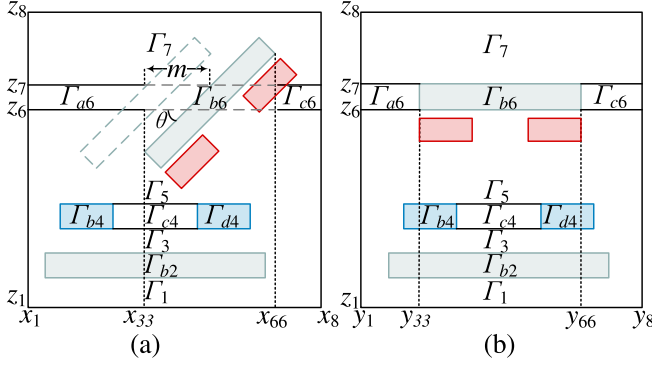 z8
Γ7
m
z7
Γa6 Γb6 Γc6
z6
θ
Γ5
Γb4 Γc4 Γd4
Γ3
Γb2
z1 Γ1
x1 x33 x66 x8
(a)
z8
Γ7
z7
Γa6 Γb6 Γc6
z6
Γ5
Γb4 Γc4 Γd4
Γ3
Γb2
z1 Γ1
y1 y33 y66 y8
(b)